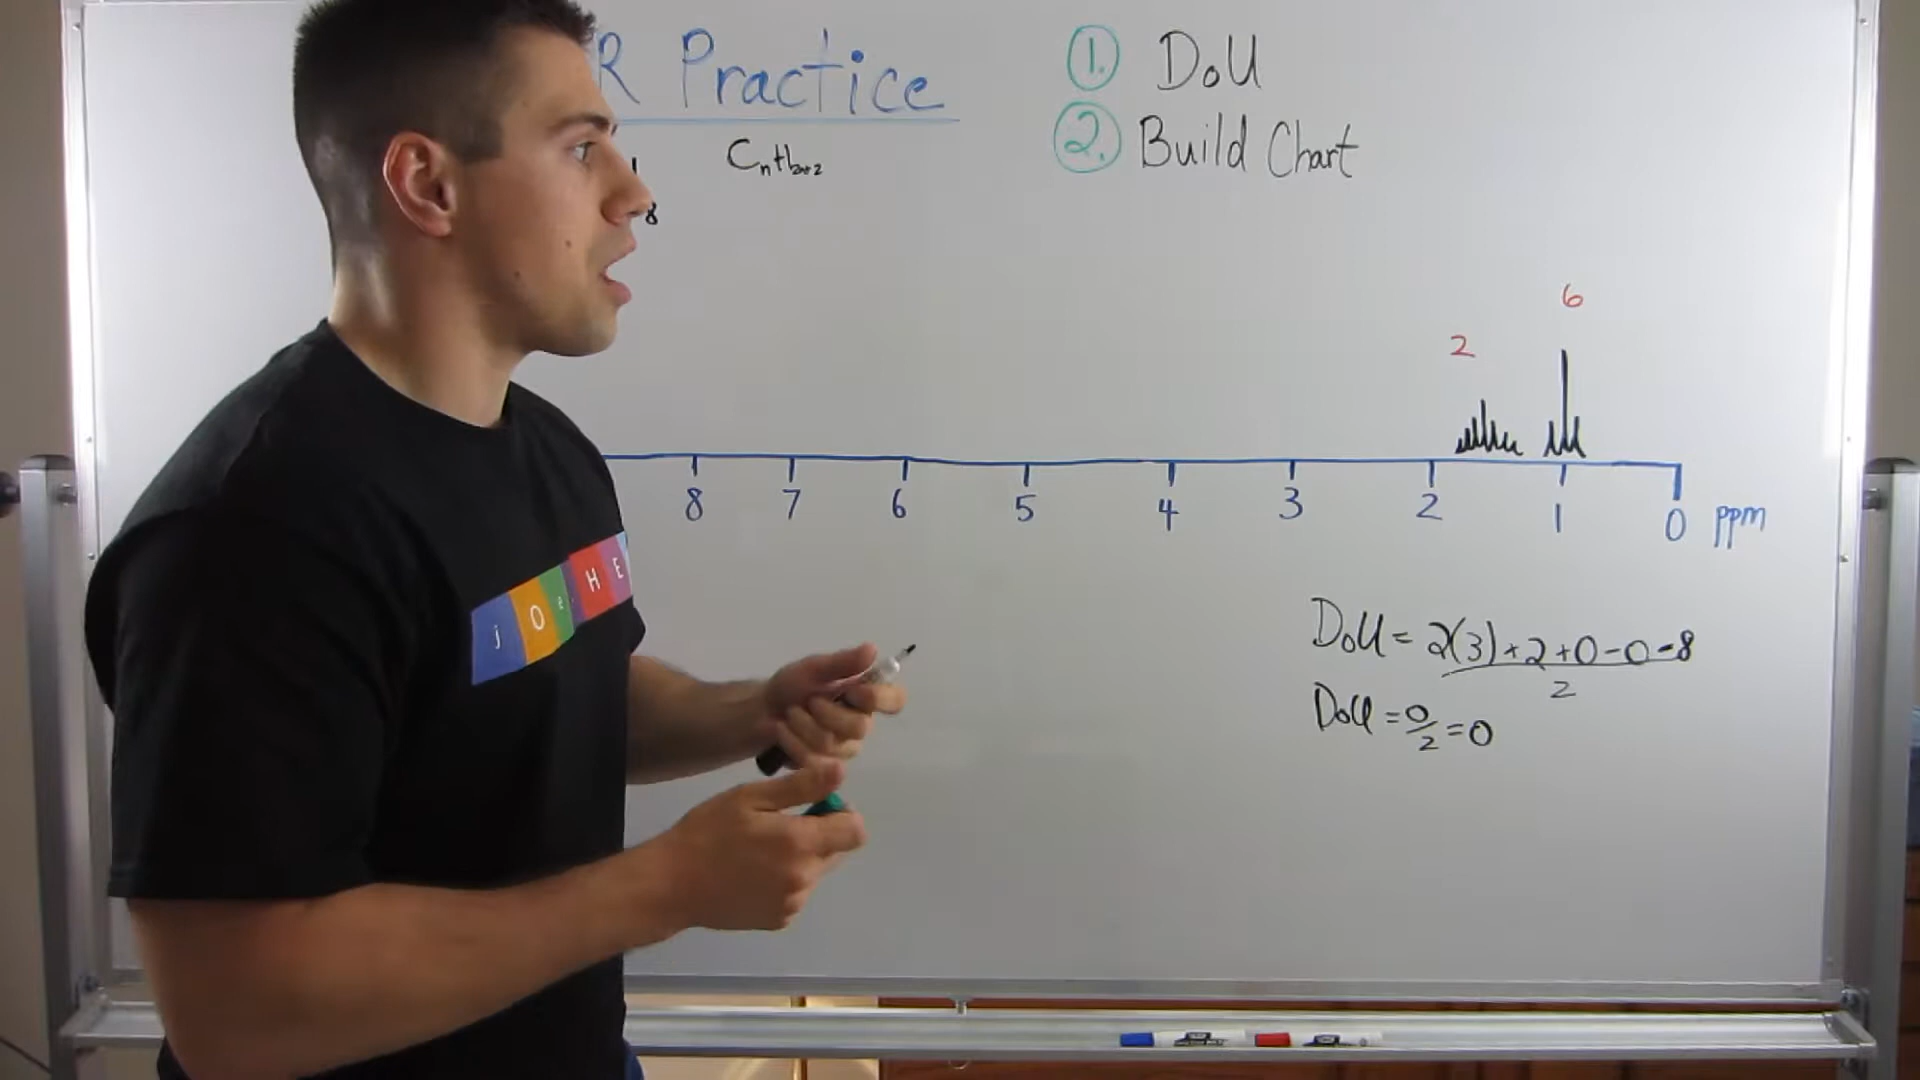 R Practice
1. DoU
2. Build Chart
CnH2n+2
8
6
2
8 7 6 5 4 3 2 1 0 ppm
jOeHE
DoU = 2(3)+2+0-0-8
2
DoU = 0/2 = 0